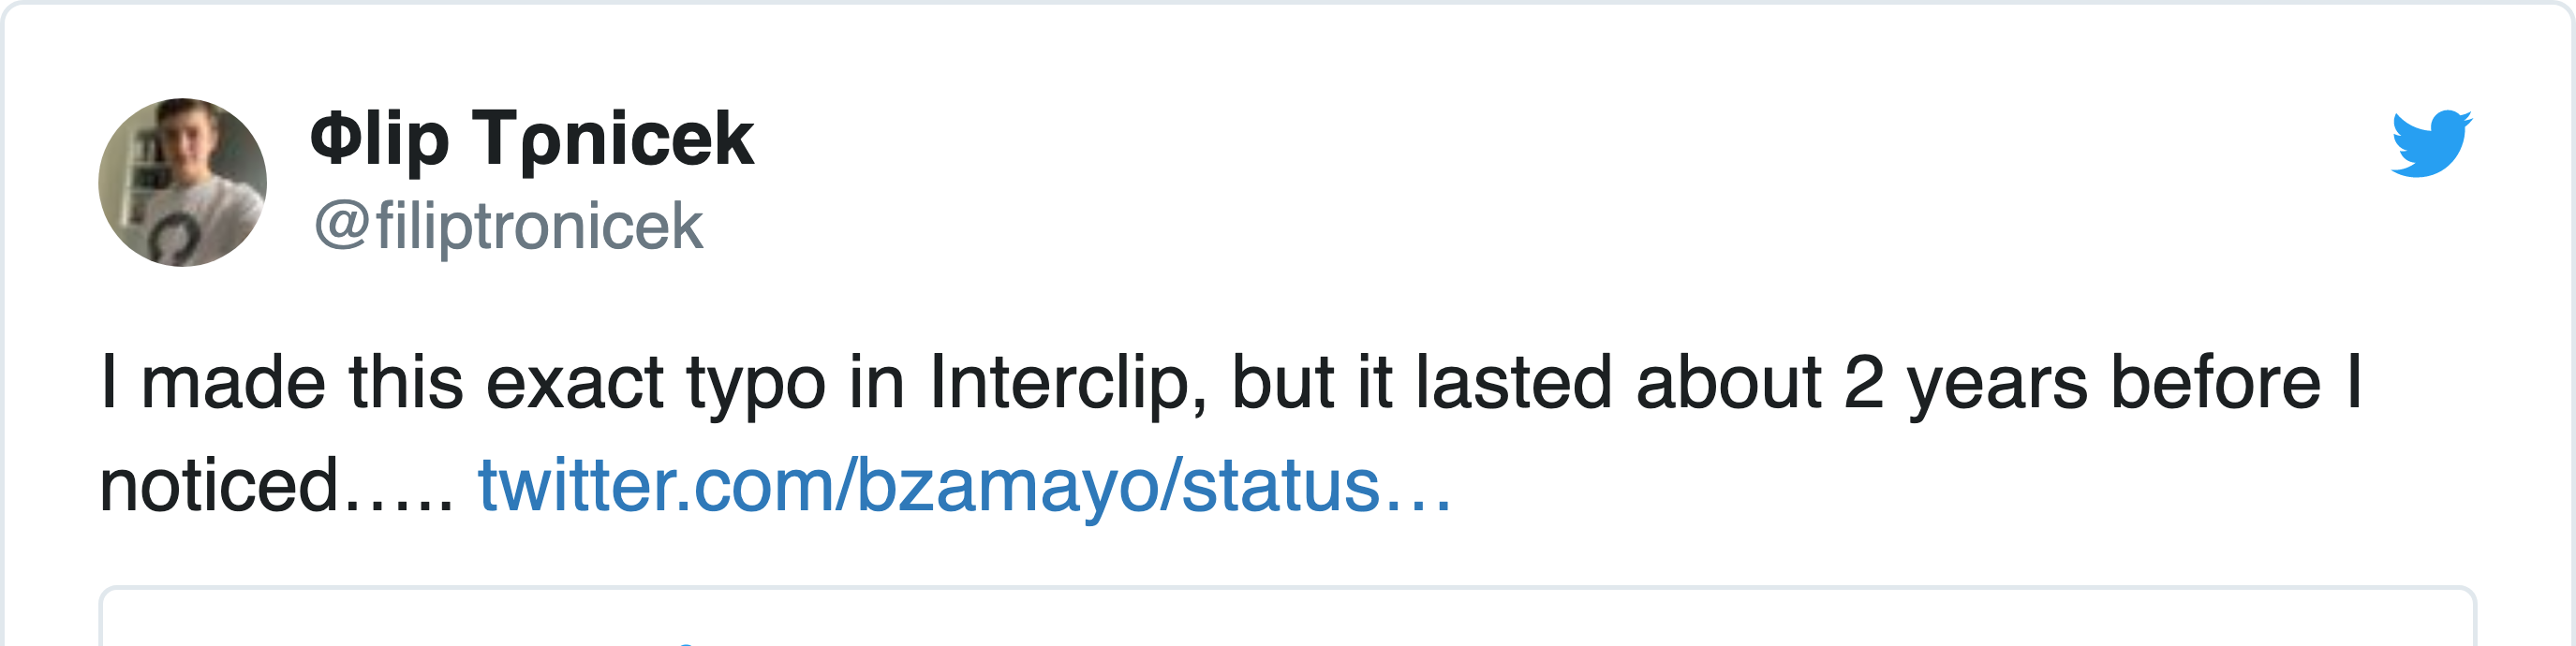 Φlip Tρnicek
@filiptronicek
I made this exact typo in Interclip, but it lasted about 2 years before I
noticed….. twitter.com/bzamayo/status…